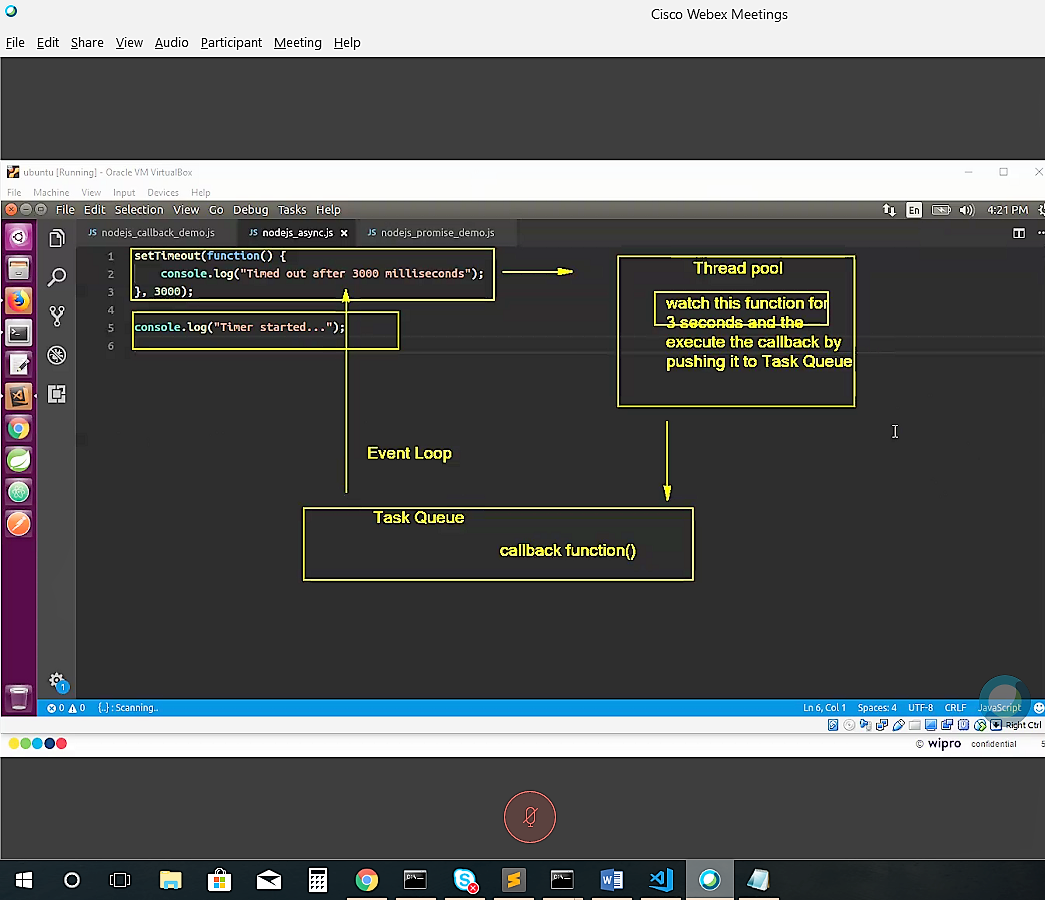 Cisco Webex Meetings
File Edit Share View Audio Participant Meeting Help
ubuntu [Running] - Oracle VM VirtualBox
File Machine View Input Devices Help
File Edit Selection View Go Debug Tasks Help
En
4:21 PM
JS nodejs_callback_demo.js
JS nodejs_async.js x
JS nodejs_promise_demo.js
1 setTimeout(function() {
2 console.log("Timed out after 3000 milliseconds");
3 }, 3000);
4
5 console.log("Timer started...");
6
Thread pool
watch this function for
3 seconds and the
execute the callback by
pushing it to Task Queue
Event Loop
Task Queue
callback function()
1
0 0 {..} : Scanning..
Ln 6, Col 1 Spaces: 4 UTF-8 CRLF JavaScript
Right Ctrl
© wipro confidential 5